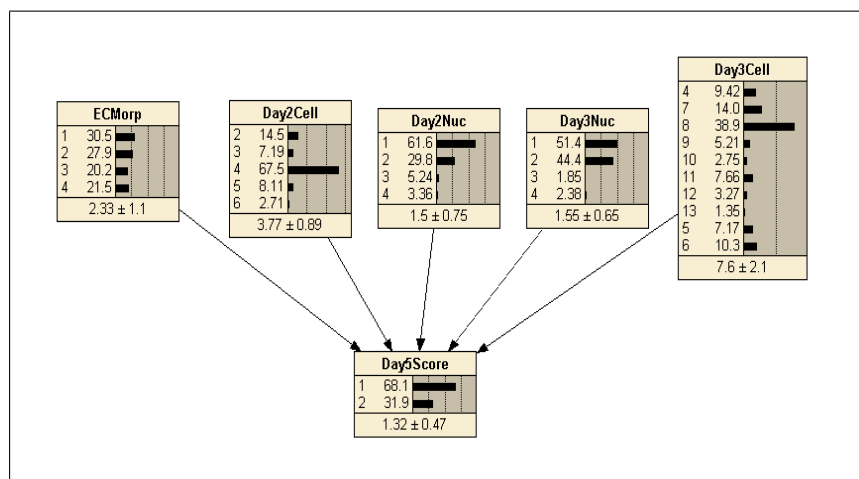 ECMorp
1 30.5
2 27.9
3 20.2
4 21.5
2.33 ± 1.1
Day2Cell
2 14.5
3 7.19
4 67.5
5 8.11
6 2.71
3.77 ± 0.89
Day2Nuc
1 61.6
2 29.8
3 5.24
4 3.36
1.5 ± 0.75
Day3Nuc
1 51.4
2 44.4
3 1.85
4 2.38
1.55 ± 0.65
Day3Cell
4 9.42
7 14.0
8 38.9
9 5.21
10 2.75
11 7.66
12 3.27
13 1.35
5 7.17
6 10.3
7.6 ± 2.1
Day5Score
1 68.1
2 31.9
1.32 ± 0.47